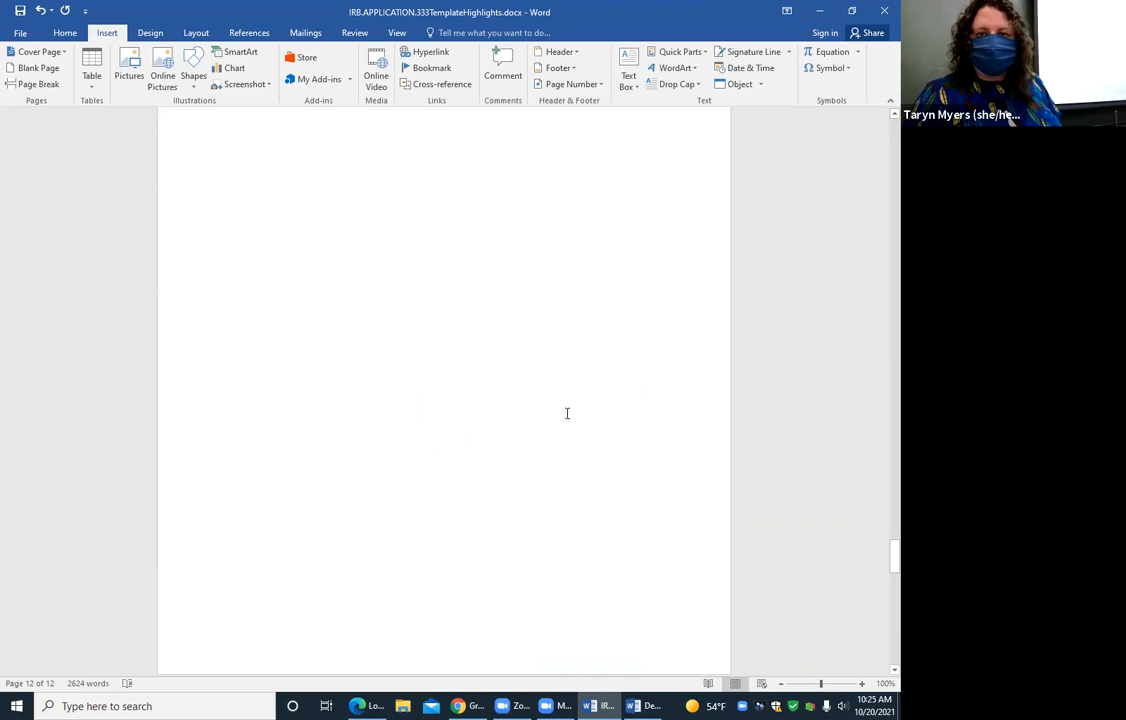 IRB.APPLICATION.333TemplateHighlights.docx - Word
File Home Insert Design Layout References Mailings Review View Tell me what you want to do... Sign in Share
Cover Page
Blank Page
Page Break
Pages
Table
Tables
Pictures
Online Pictures
Shapes
SmartArt
Chart
Screenshot
Illustrations
Store
My Add-ins
Add-ins
Online Video
Media
Hyperlink
Bookmark
Cross-reference
Links
Comment
Comments
Header
Footer
Page Number
Header & Footer
Text Box
Quick Parts
WordArt
Drop Cap
Signature Line
Date & Time
Object
Text
Equation
Symbol
Symbols
Taryn Myers (she/he...
Page 12 of 12 2624 words 100%
Type here to search Lo... Gr... Zo... M... IR... De... 54°F 10:25 AM
10/20/2021